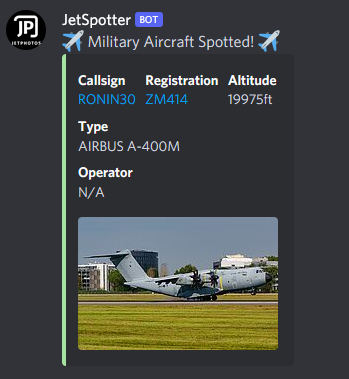 JP
JETPHOTOS
JetSpotter BOT
✈️ Military Aircraft Spotted! ✈️
Callsign Registration Altitude
RONIN30 ZM414 19975ft
Type
AIRBUS A-400M
Operator
N/A